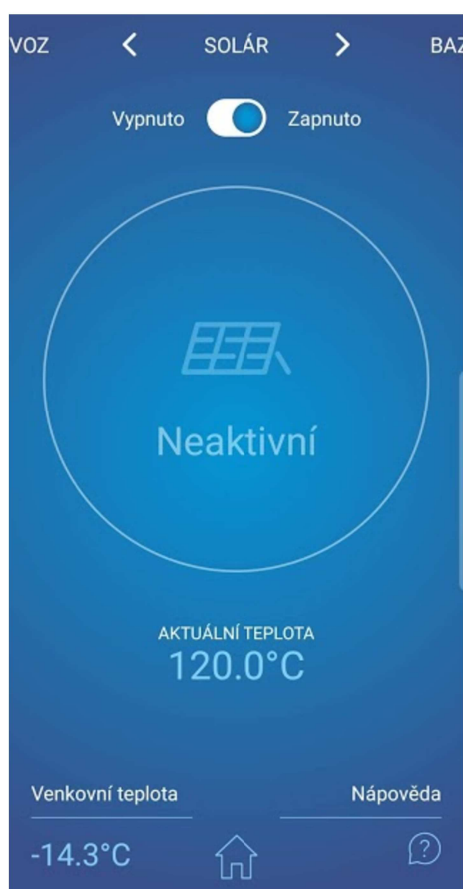 VOZ < SOLÁR > BAZ
Vypnuto Zapnuto
Neaktivní
AKTUÁLNÍ TEPLOTA
120.0°C
Venkovní teplota Nápověda
-14.3°C ?